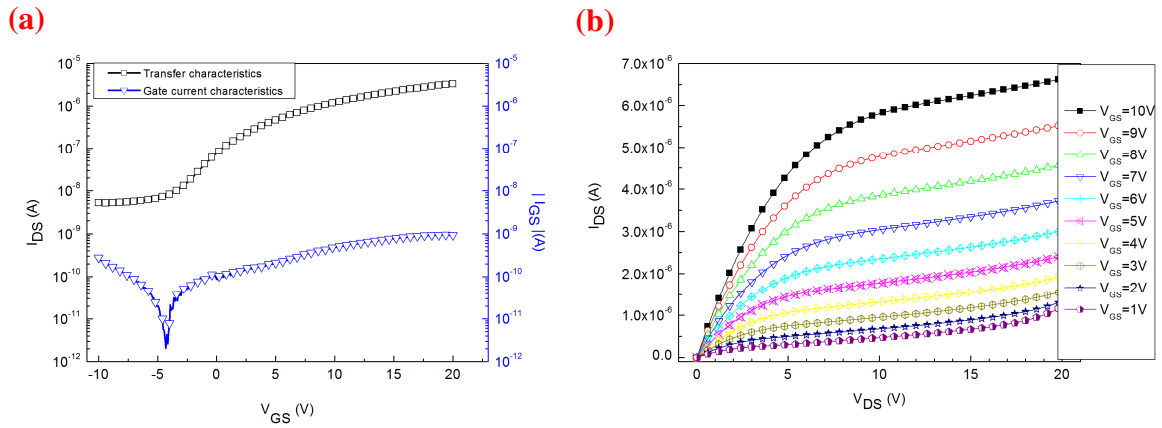 (a)
Transfer characteristics
Gate current characteristics
10^-5
10^-6
10^-7
10^-8
10^-9
10^-10
10^-11
10^-12
I_DS (A)
10^-5
10^-6
10^-7
10^-8
10^-9
10^-10
10^-11
10^-12
| I_GS |(A)
-10 -5 0 5 10 15 20
V_GS (V)
(b)
7.0x10^-6
6.0x10^-6
5.0x10^-6
4.0x10^-6
3.0x10^-6
2.0x10^-6
1.0x10^-6
0.0
I_DS (A)
0 5 10 15 20
V_DS (V)
V_GS=10V
V_GS=9V
V_GS=8V
V_GS=7V
V_GS=6V
V_GS=5V
V_GS=4V
V_GS=3V
V_GS=2V
V_GS=1V